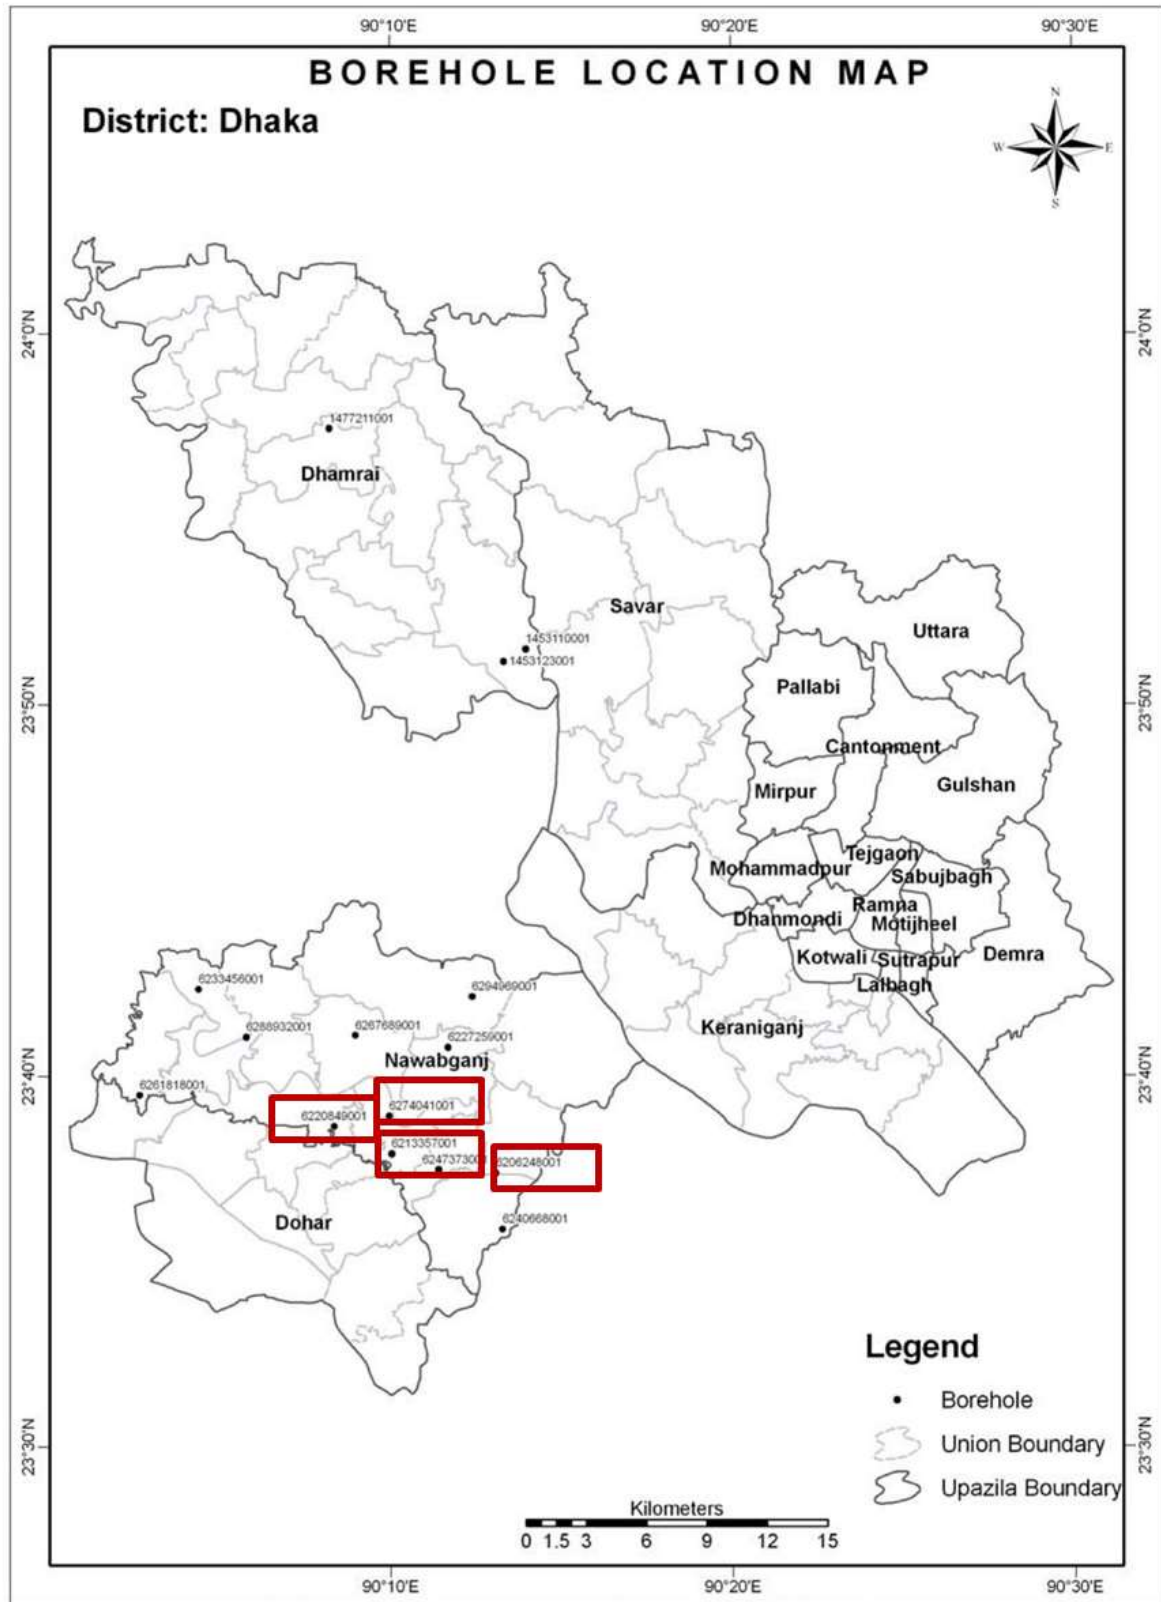 90°10'E
90°20'E
90°30'E
BOREHOLE LOCATION MAP
District: Dhaka
N
W
E
S
24°0'N
24°0'N
1477211001
Dhamrai
Savar
1453110001
1453123001
Uttara
Pallabi
23°50'N
23°50'N
Cantonment
Gulshan
Mirpur
Tejgaon
Mohammadpur
Sabujbagh
Ramna
Dhanmondi
Motijheel
Kotwali
Sutrapur
Demra
Lalbagh
6233456001
6294969001
6288932001
6267689001
6227259001
Keraniganj
Nawabganj
23°40'N
23°40'N
6261818001
6274041001
6220849001
6213357001
6247373001
6206248001
6240668001
Dohar
Legend
Borehole
Union Boundary
Upazila Boundary
23°30'N
23°30'N
Kilometers
0 1.5 3 6 9 12 15
90°10'E
90°20'E
90°30'E